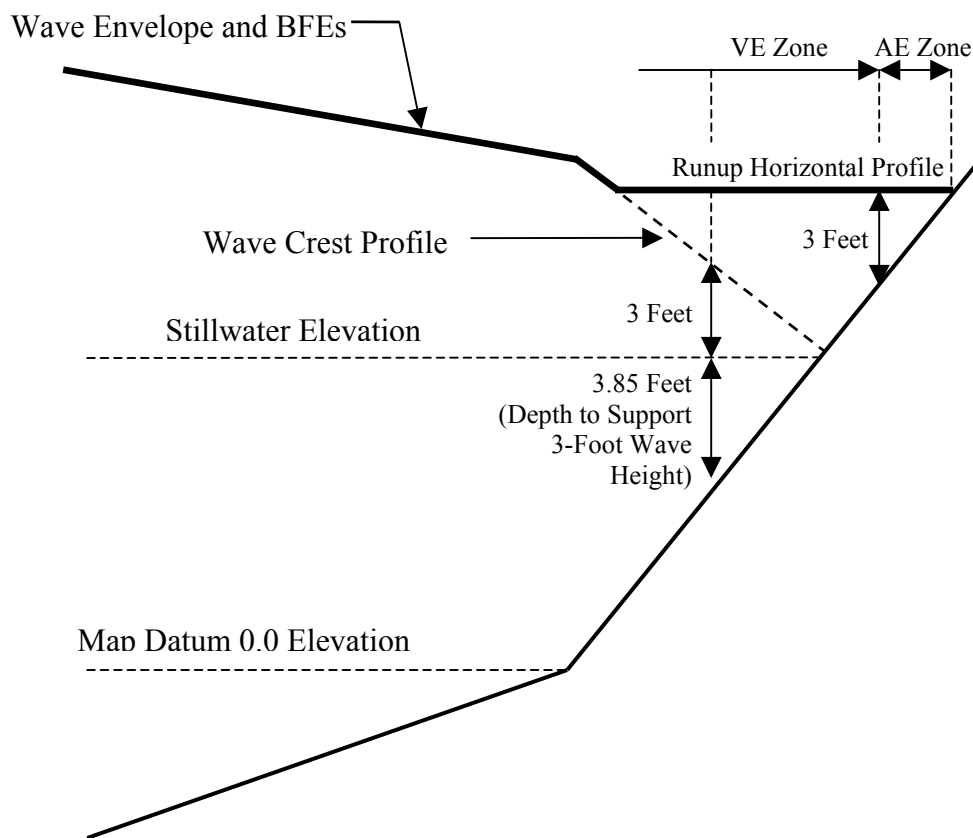 Wave Envelope and BFEs
VE Zone
AE Zone
Runup Horizontal Profile
Wave Crest Profile
3 Feet
3 Feet
Stillwater Elevation
3.85 Feet
(Depth to Support
3-Foot Wave
Height)
Map Datum 0.0 Elevation